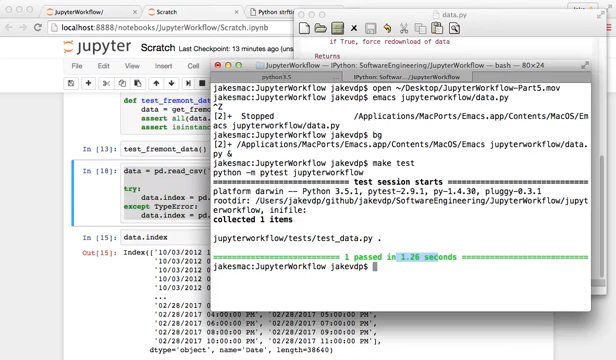 JupyterWorkflow/
Scratch
Python strfti
localhost:8888/notebooks/JupyterWorkflow/Scratch.ipynb
jupyter Scratch Last Checkpoint: 13 minutes ago (unsaved
File Edit View Insert Cell
def test_fremont_data():
data = get_f
assert all(d
assert isins
In [13]: test_fremont_data()
In [18]: data = pd.read_csv(
try:
data.index = pd.
except TypeError:
data.index = pd.
In [15]: data.index
Out[15]: Index(['10/03/2012 1
'10/03/2012
'10/03/2012
'10/03/2012
...
'02/28/2017
'02/28/2017 04:00:00 PM', '02/28/2017 05:00:00 PM',
'02/28/2017 06:00:00 PM', '02/28/2017 07:00:00 PM',
'02/28/2017 08:00:00 PM', '02/28/2017 09:00:00 PM',
'02/28/2017 10:00:00 PM', '02/28/2017 11:00:00 PM'],
dtype='object', name='Date', length=38640)
data.py
if True, force redownload of data
Returns
JupyterWorkflow — IPython: SoftwareEngineering/JupyterWorkflow — bash — 80×24
python3.5
IPython: Softwar.../JupyterWorkflow
jakesmac:JupyterWorkflow jakevdp$ open ~/Desktop/JupyterWorkflow-Part5.mov
jakesmac:JupyterWorkflow jakevdp$ emacs jupyterworkflow/data.py
^Z
[2]+ Stopped /Applications/MacPorts/Emacs.app/Contents/MacOS/Em
acs jupyterworkflow/data.py
jakesmac:JupyterWorkflow jakevdp$ bg
[2]+ /Applications/MacPorts/Emacs.app/Contents/MacOS/Emacs jupyterworkflow/data.
py &
jakesmac:JupyterWorkflow jakevdp$ make test
python -m pytest jupyterworkflow
============================= test session starts ==============================
platform darwin -- Python 3.5.1, pytest-2.9.1, py-1.4.30, pluggy-0.3.1
rootdir: /Users/jakevdp/github/jakevdp/SoftwareEngineering/JupyterWorkflow/jupyt
erworkflow, inifile:
collected 1 items
jupyterworkflow/tests/test_data.py .
=========================== 1 passed in 1.26 seconds ===========================
jakesmac:JupyterWorkflow jakevdp$